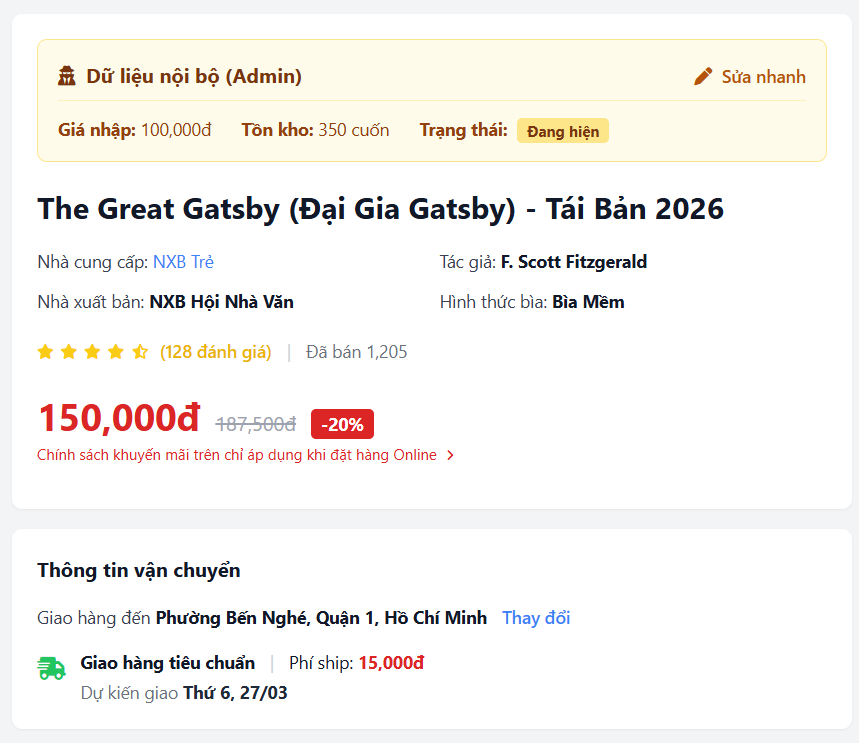 Dữ liệu nội bộ (Admin) Sửa nhanh
Giá nhập: 100,000đ Tồn kho: 350 cuốn Trạng thái: Đang hiện
The Great Gatsby (Đại Gia Gatsby) - Tái Bản 2026
Nhà cung cấp: NXB Trẻ Tác giả: F. Scott Fitzgerald
Nhà xuất bản: NXB Hội Nhà Văn Hình thức bìa: Bìa Mềm
(128 đánh giá) | Đã bán 1,205
150,000đ 187,500đ -20%
Chính sách khuyến mãi trên chỉ áp dụng khi đặt hàng Online
Thông tin vận chuyển
Giao hàng đến Phường Bến Nghé, Quận 1, Hồ Chí Minh Thay đổi
Giao hàng tiêu chuẩn | Phí ship: 15,000đ
Dự kiến giao Thứ 6, 27/03